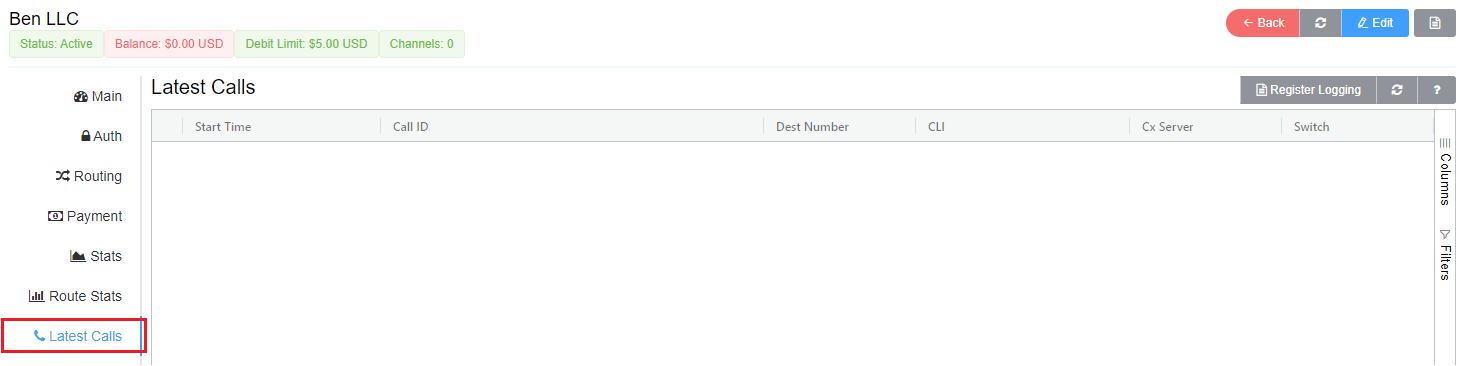 Ben LLC
Back
Edit
Status: Active
Balance: $0.00 USD
Debit Limit: $5.00 USD
Channels: 0
Main
Auth
Routing
Payment
Stats
Route Stats
Latest Calls
Latest Calls
Register Logging
?
Start Time
Call ID
Dest Number
CLI
Cx Server
Switch
Columns
Filters